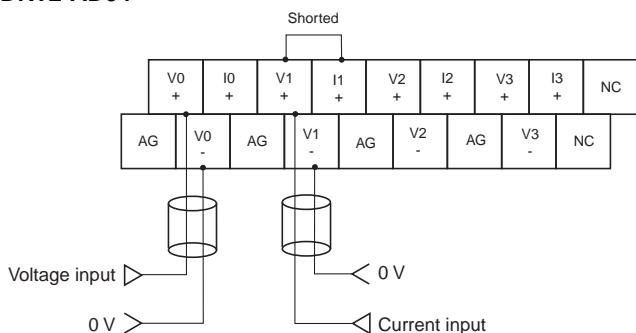 Shorted
V0 + I0 + V1 + I1 + V2 + I2 + V3 + I3 + NC
AG V0 - AG V1 - AG V2 - AG V3 - NC
Voltage input
0 V
0 V
Current input